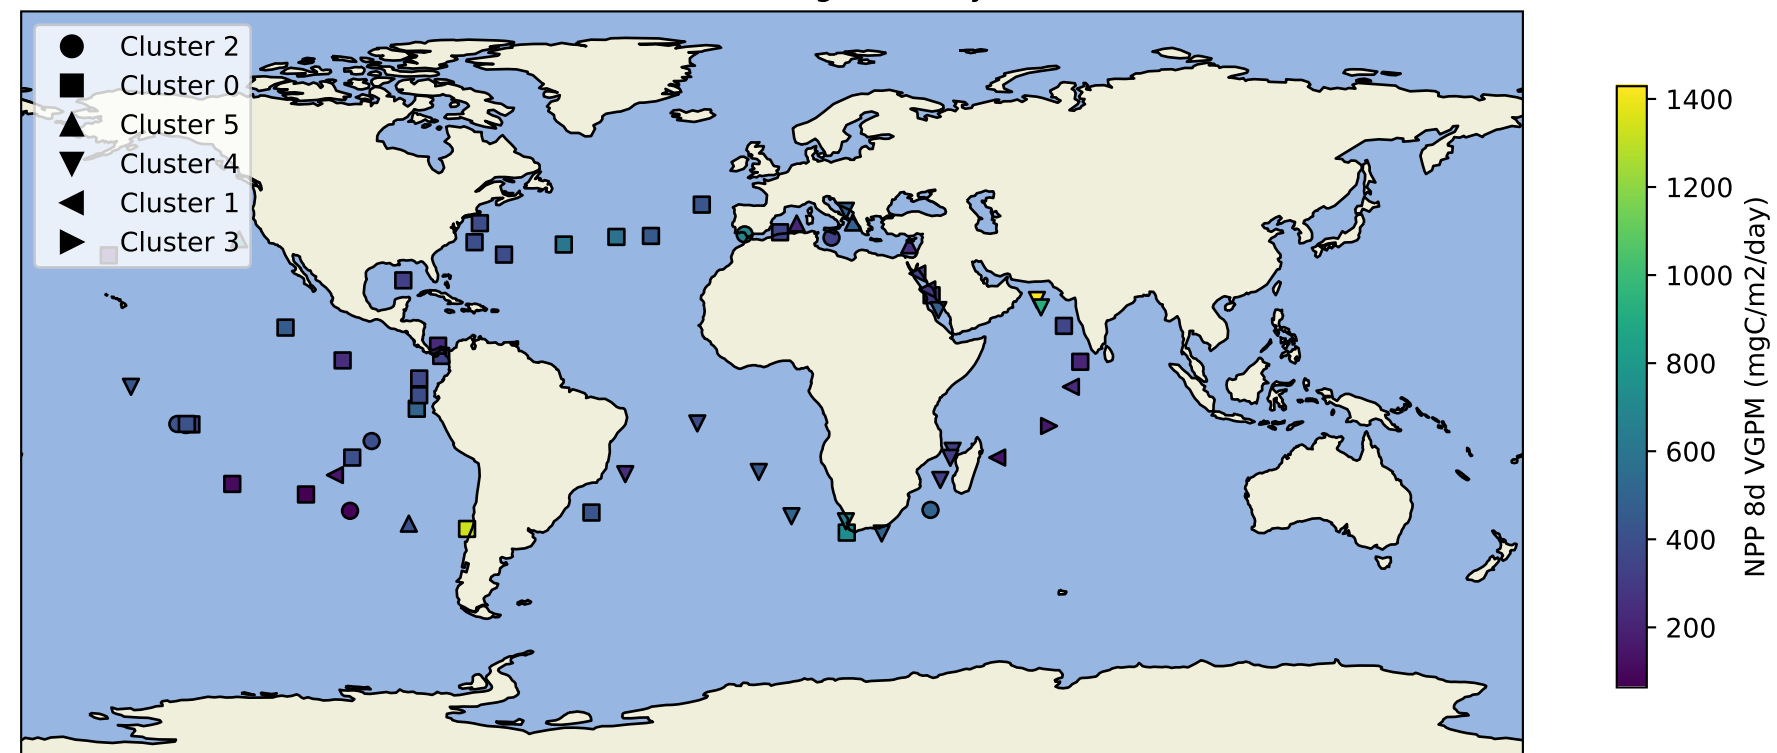 Cluster 2
Cluster 0
Cluster 5
Cluster 4
Cluster 1
Cluster 3
1400
1200
1000
800
600
400
200
NPP 8d VGPM (mgC/m2/day)